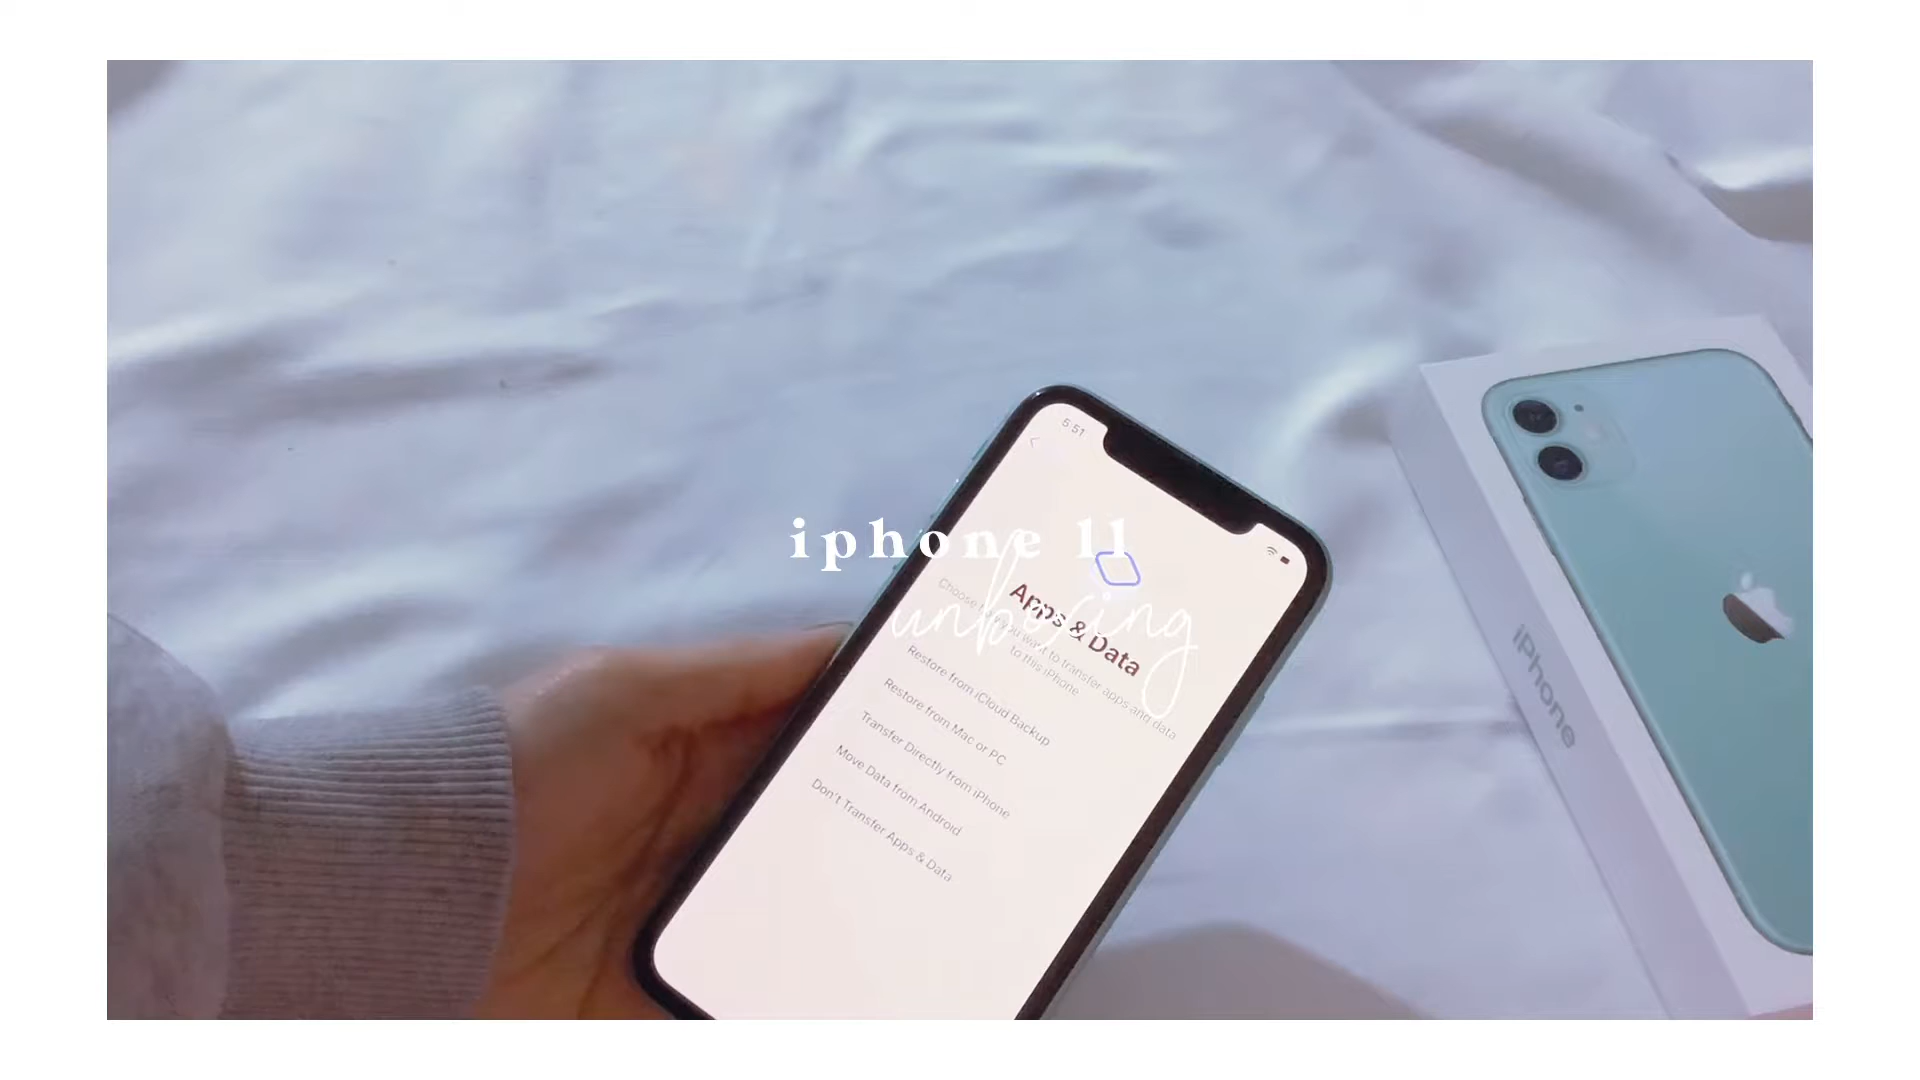 5:51
iphone 11
unboxing
Apps & Data
Choose how you want to transfer apps and data
to this iPhone
Restore from iCloud Backup
Restore from Mac or PC
Transfer Directly from iPhone
Move Data from Android
Don't Transfer Apps & Data
iPhone